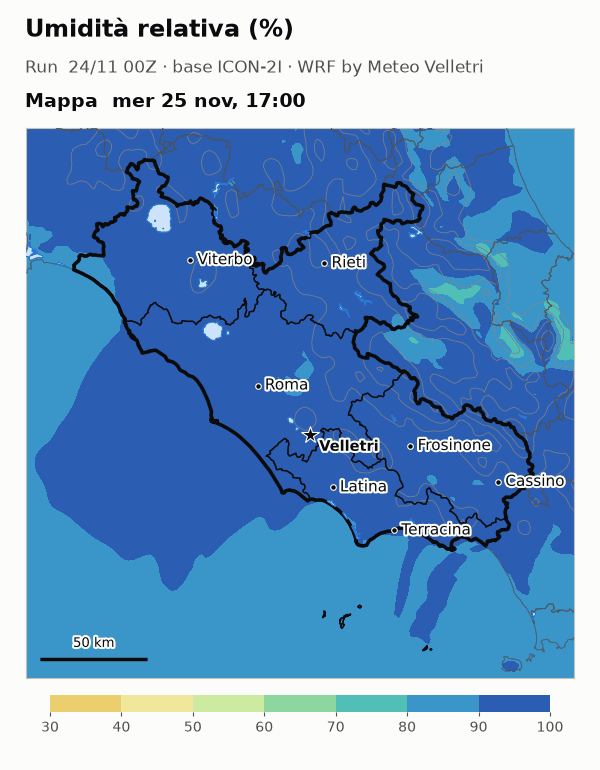 Umidità relativa (%)
Run  24/11 00Z · base ICON-2I · WRF by Meteo Velletri
Mappa  mer 25 nov, 17:00
Viterbo
Rieti
Roma
Velletri
Frosinone
Latina
Cassino
Terracina
50 km
30 40 50 60 70 80 90 100